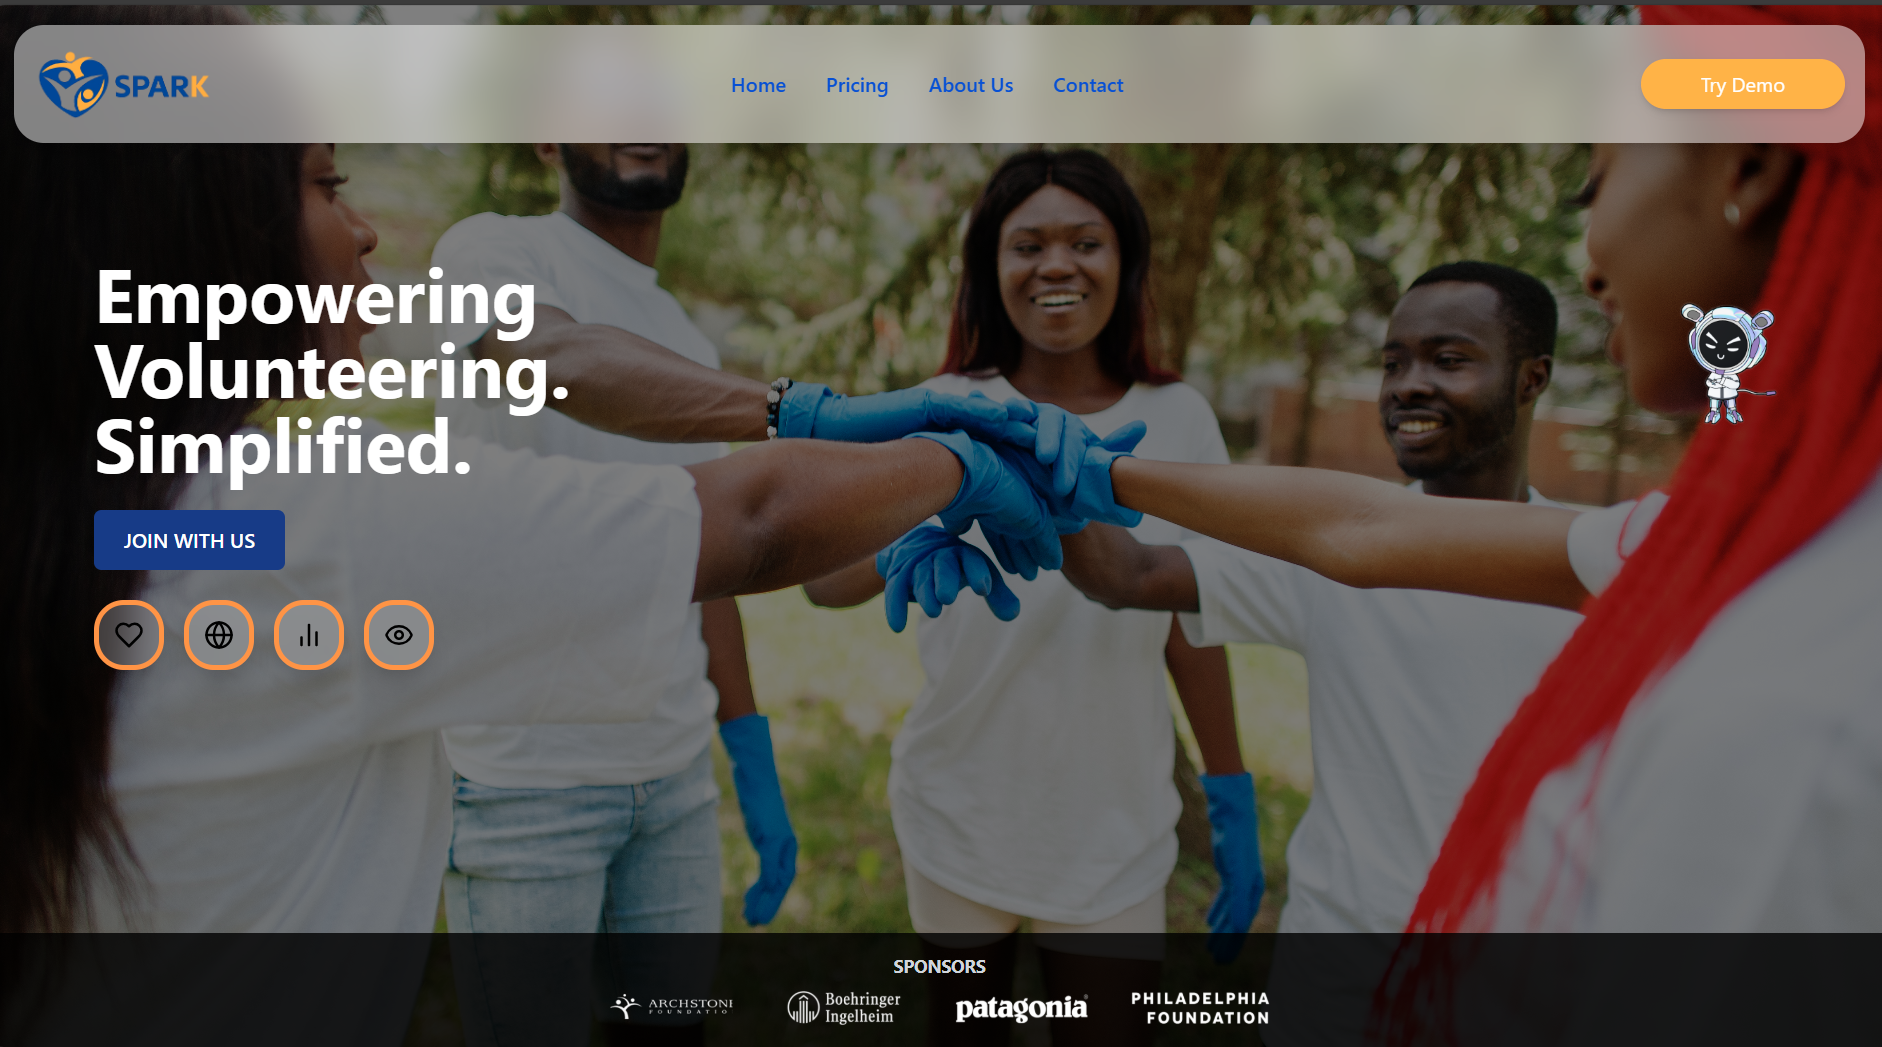 SPARK
Home Pricing About Us Contact
Try Demo
Empowering
Volunteering.
Simplified.
JOIN WITH US
SPONSORS
ARCHSTONE
FOUNDATION
Boehringer
Ingelheim
patagonia
PHILADELPHIA
FOUNDATION